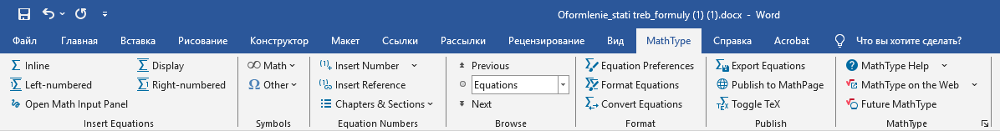 Oformlenie_stati treb_formuly (1) (1).docx - Word
Файл Главная Вставка Рисование Конструктор Макет Ссылки Рассылки Рецензирование Вид MathType Справка Acrobat Что вы хотите сделать?
Inline Display Math Insert Number Previous Equation Preferences Export Equations MathType Help
Left-numbered Right-numbered Other Insert Reference Equations Format Equations Publish to MathPage MathType on the Web
Open Math Input Panel Chapters & Sections Next Convert Equations Toggle TeX Future MathType
Insert Equations Symbols Equation Numbers Browse Format Publish MathType